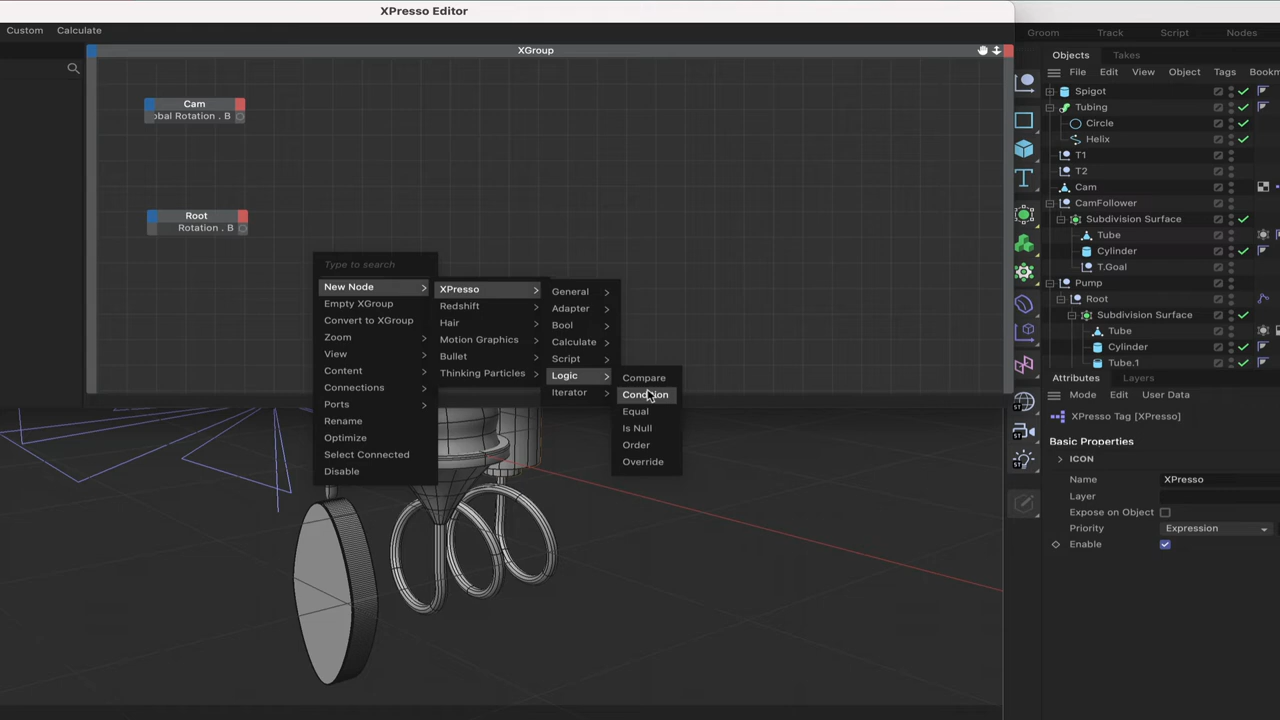 XPresso Editor
Custom Calculate
XGroup
Cam
obal Rotation . B
Root
Rotation . B
Type to search
New Node
Empty XGroup
Convert to XGroup
Zoom
View
Content
Connections
Ports
Rename
Optimize
Select Connected
Disable
XPresso
Redshift
Hair
Motion Graphics
Bullet
Thinking Particles
General
Adapter
Bool
Calculate
Script
Logic
Iterator
Compare
Condition
Equal
Is Null
Order
Override
Groom Track Script Nodes
Objects Takes
File Edit View Object Tags Bookm
Spigot
Tubing
Circle
Helix
T1
T2
Cam
CamFollower
Subdivision Surface
Tube
Cylinder
T.Goal
Pump
Root
Subdivision Surface
Tube
Cylinder
Tube.1
Attributes Layers
Mode Edit User Data
XPresso Tag [XPresso]
Basic Properties
ICON
Name XPresso
Layer
Expose on Object
Priority Expression
Enable
ST
ST
ST